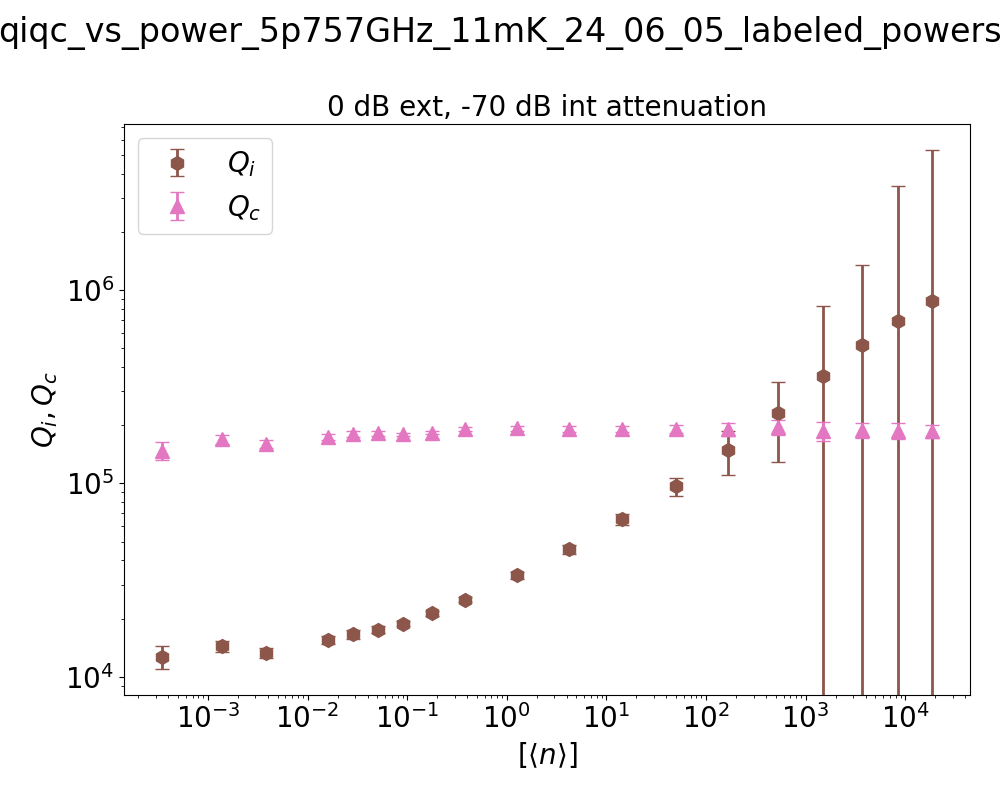 qiqc_vs_power_5p757GHz_11mK_24_06_05_labeled_powers
0 dB ext, -70 dB int attenuation
Q_i
Q_c
10^6
10^5
10^4
Q_i, Q_c
10^-3 10^-2 10^-1 10^0 10^1 10^2 10^3 10^4
[⟨n⟩]